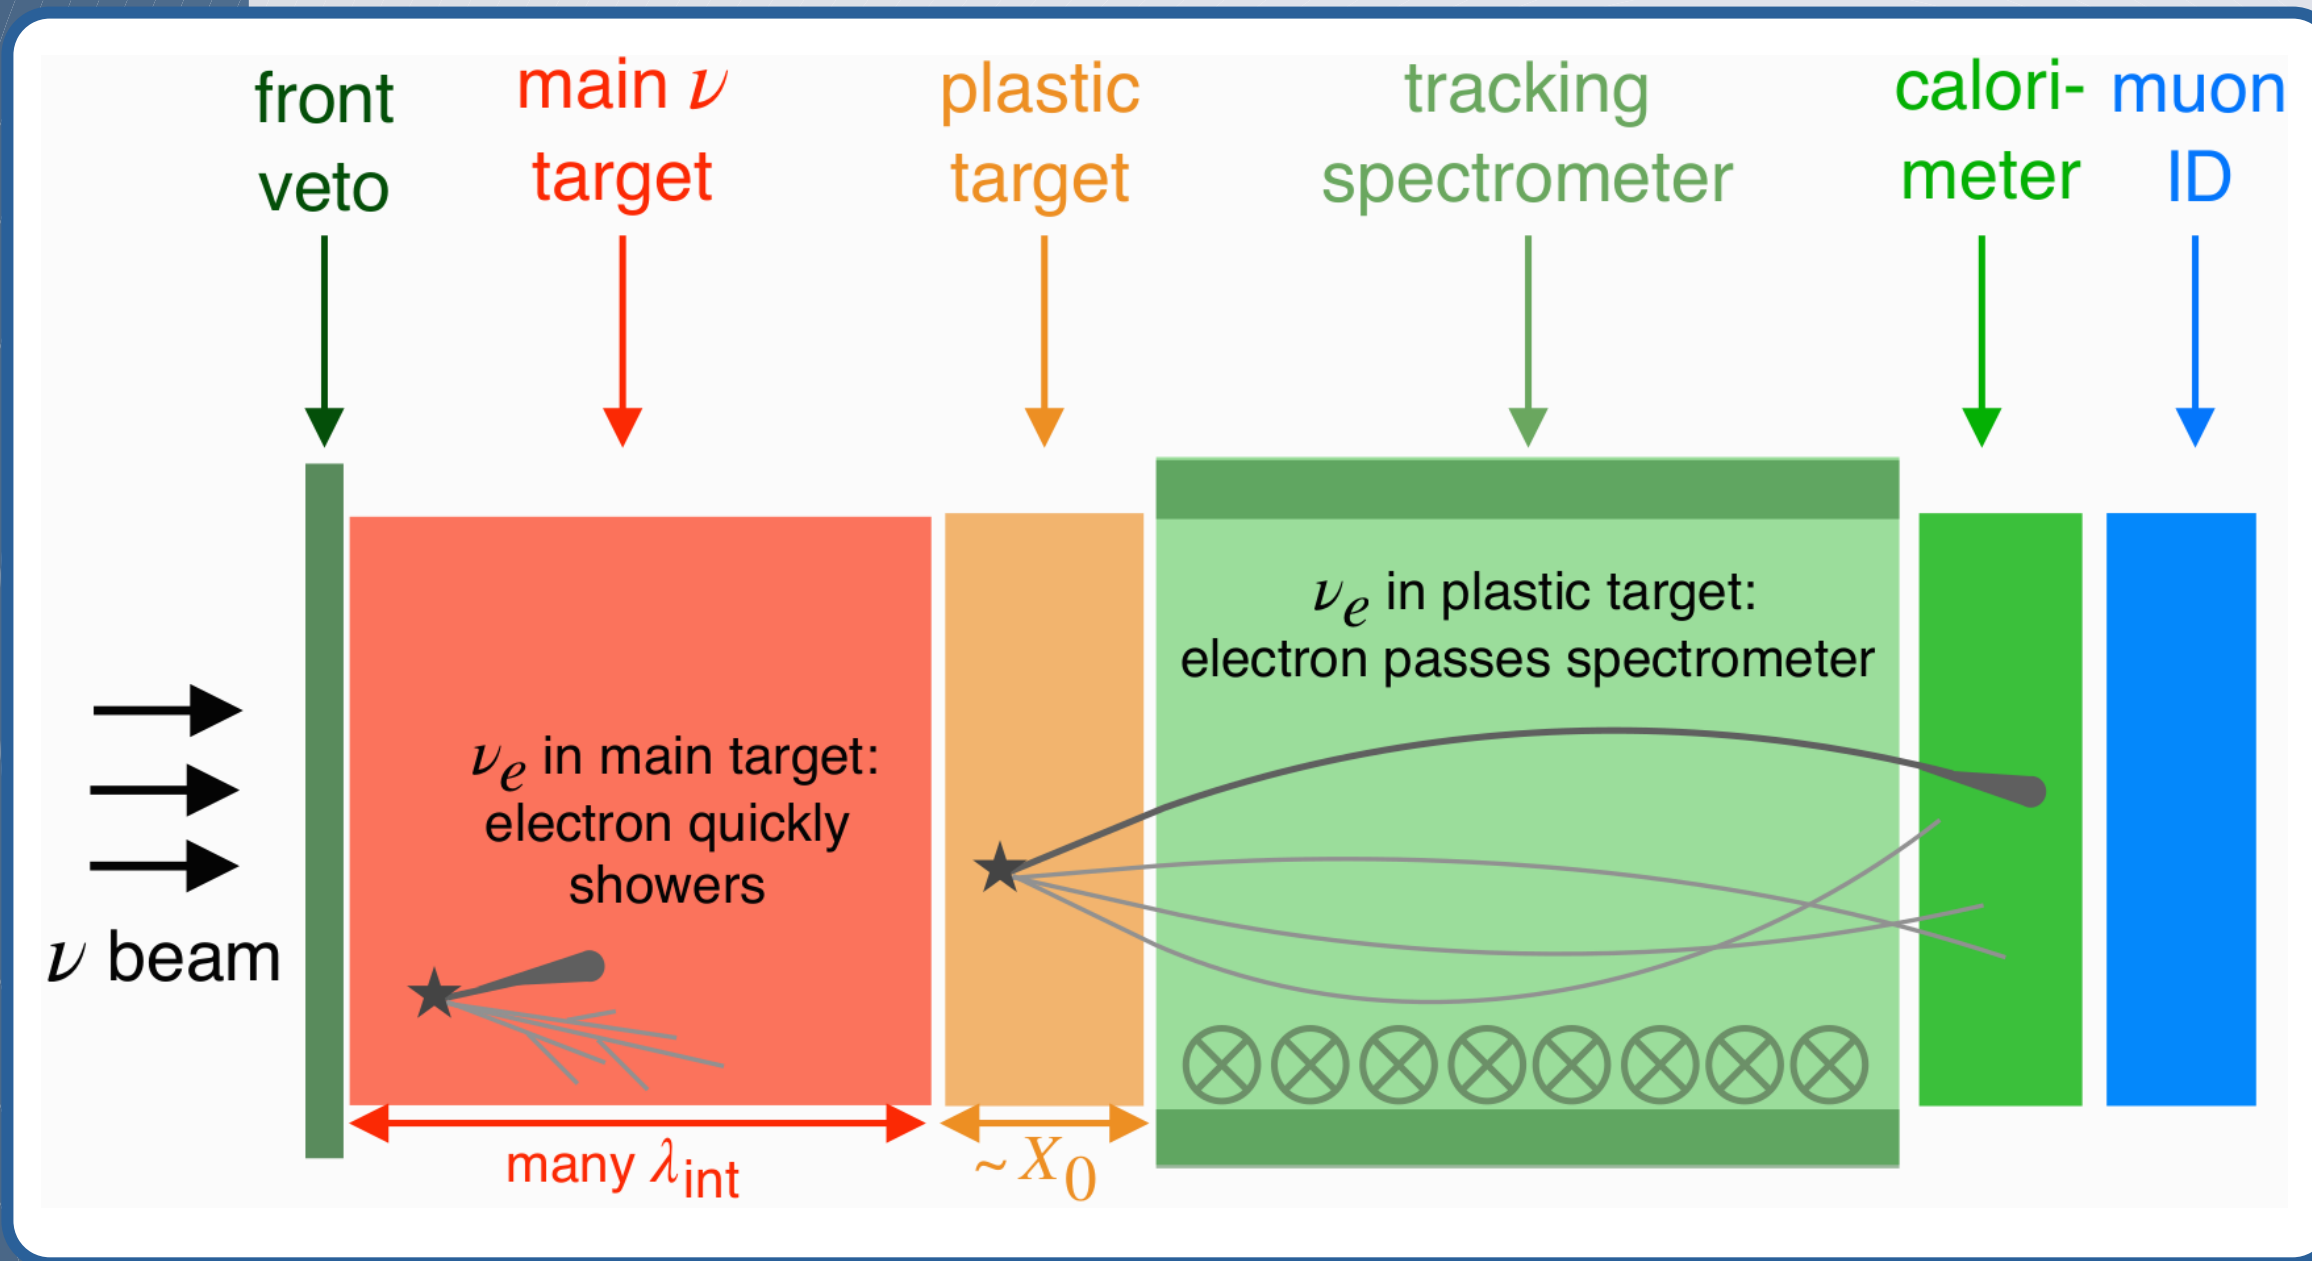 front
veto
main ν
target
plastic
target
tracking
spectrometer
calori-
meter
muon
ID
ν beam
νe in main target:
electron quickly
showers
νe in plastic target:
electron passes spectrometer
many λint
~X0